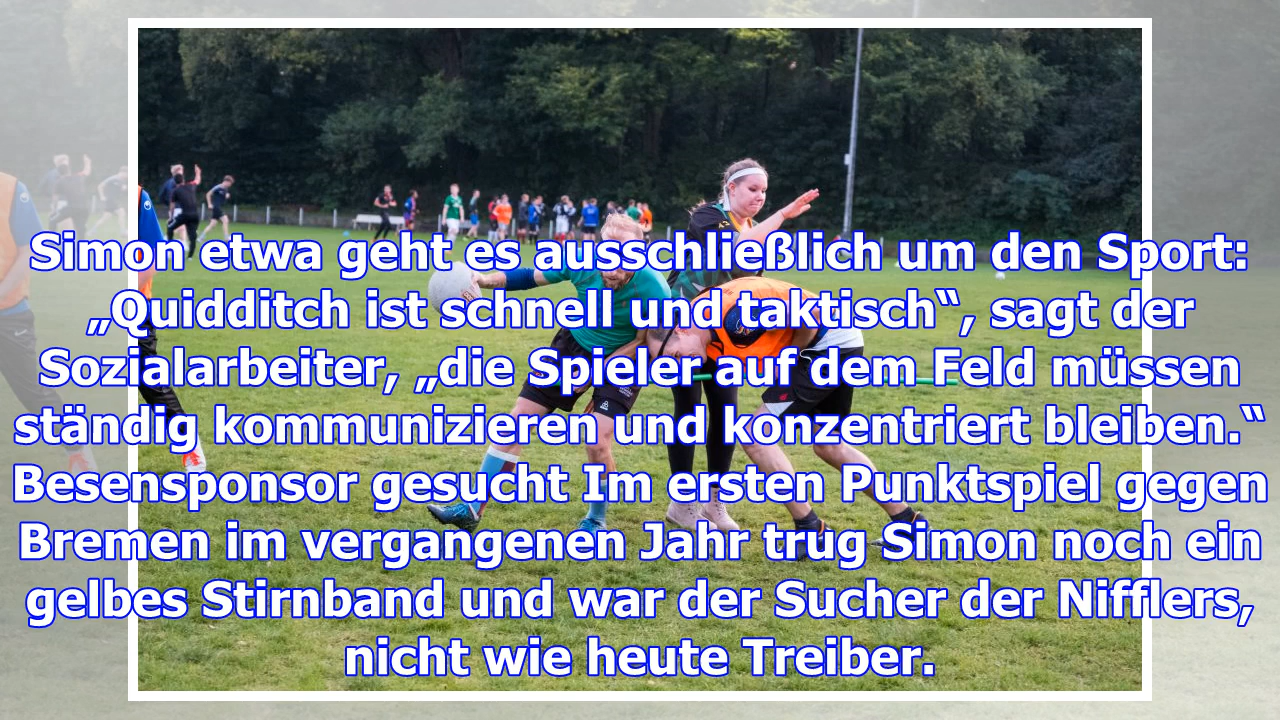 Simon etwa geht es ausschließlich um den Sport:
„Quidditch ist schnell und taktisch“, sagt der
Sozialarbeiter, „die Spieler auf dem Feld müssen
ständig kommunizieren und konzentriert bleiben.“
Besensponsor gesucht Im ersten Punktspiel gegen
Bremen im vergangenen Jahr trug Simon noch ein
gelbes Stirnband und war der Sucher der Nifflers,
nicht wie heute Treiber.